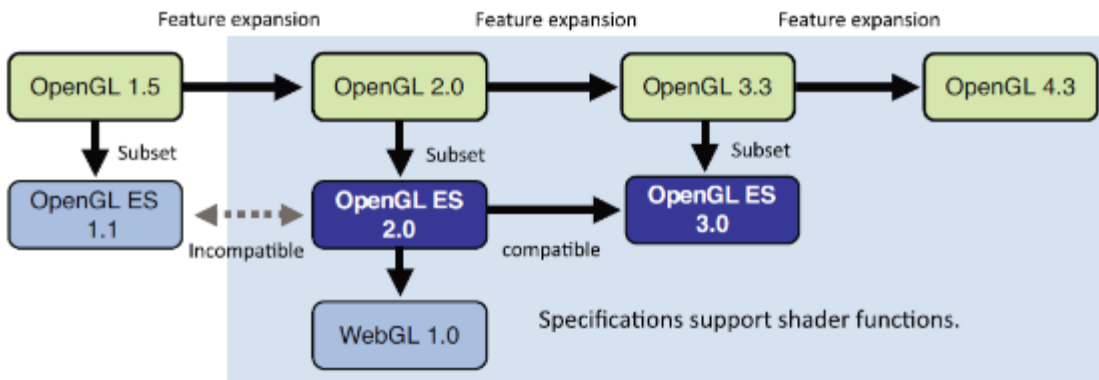 Feature expansion
Feature expansion
Feature expansion
OpenGL 1.5
OpenGL 2.0
OpenGL 3.3
OpenGL 4.3
Subset
Subset
Subset
OpenGL ES
1.1
OpenGL ES
2.0
OpenGL ES
3.0
Incompatible
compatible
WebGL 1.0
Specifications support shader functions.